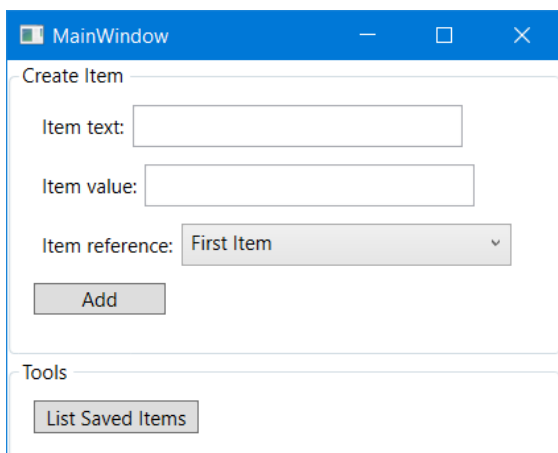 MainWindow
Create Item
Item text:
Item value:
Item reference: First Item
Add
Tools
List Saved Items